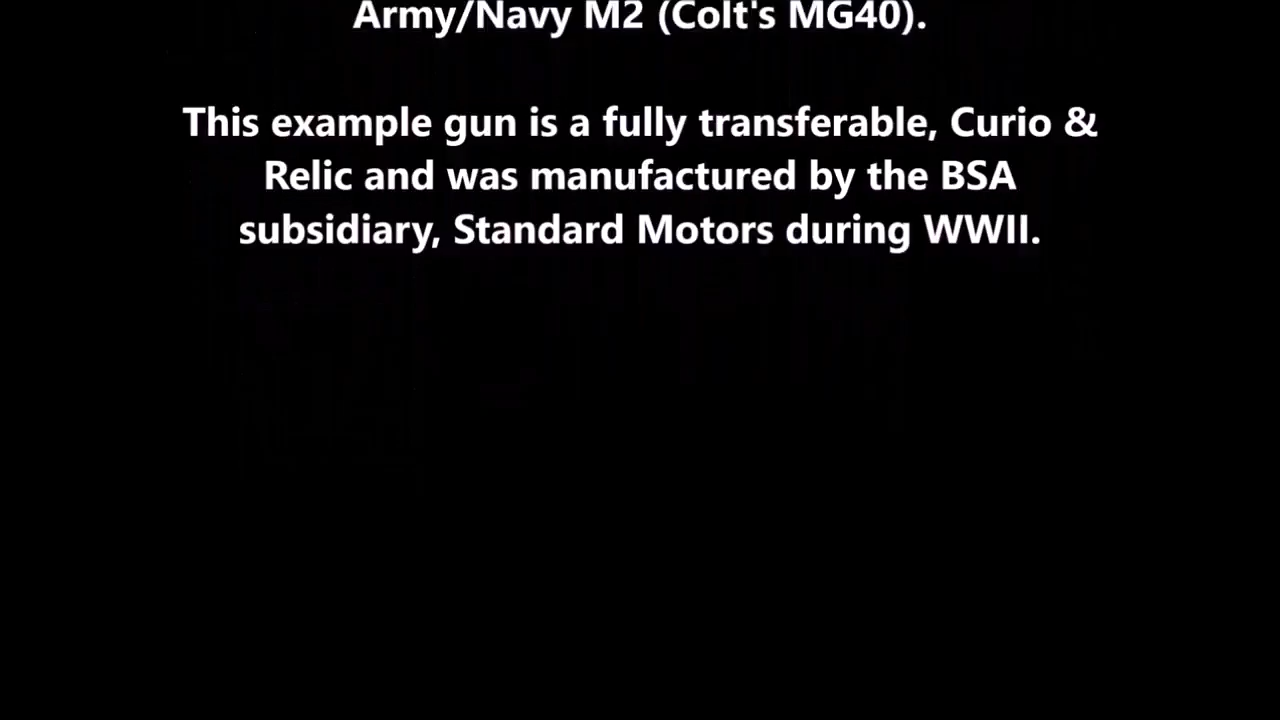 Army/Navy M2 (Colt's MG40).
This example gun is a fully transferable, Curio &
Relic and was manufactured by the BSA
subsidiary, Standard Motors during WWII.